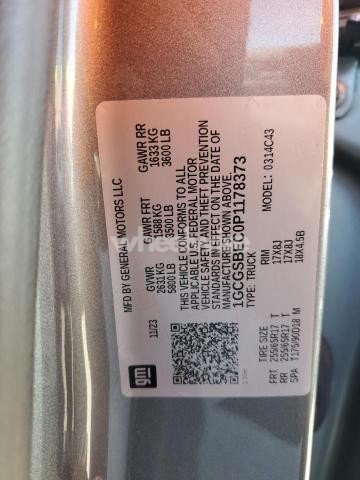 MFD BY GENERAL MOTORS LLC
11/23
GVWR
2631 KG
5800 LB
GAWR FRT
1588 KG
3500 LB
GAWR RR
1633 KG
3600 LB
THIS VEHICLE CONFORMS TO ALL
APPLICABLE U.S. FEDERAL MOTOR
VEHICLE SAFETY AND THEFT PREVENTION
STANDARDS IN EFFECT ON THE DATE OF
MANUFACTURE SHOWN ABOVE.
TYPE: TRUCK
MODEL: 0314C43
gm
TIRE SIZE RIM
FRT 255/65R17 T 17X8J
RR 255/65R17 T 17X8J
SPA T175/90D18 M 18X4.5B